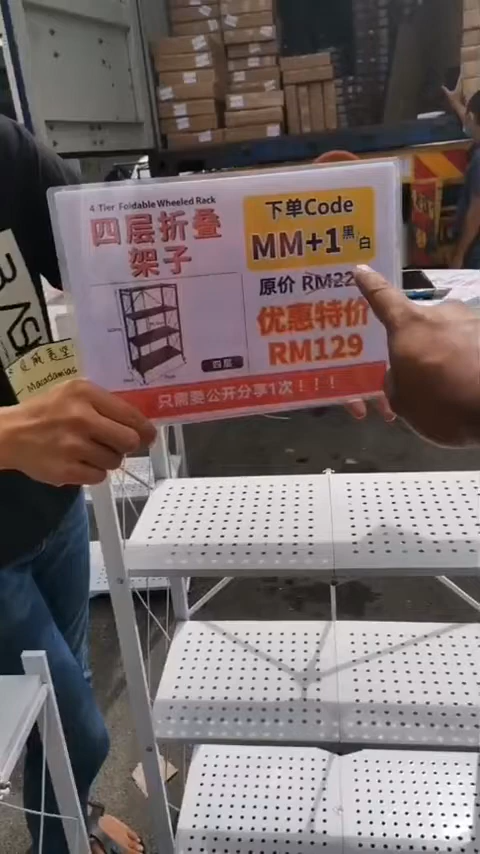 4 Tier Foldable Wheeled Rack
四层折叠
架子
下单Code
MM+1黑白
原价 RM22
优惠特价
RM129
四层
只需要公开分享1次！！！
Macadamias